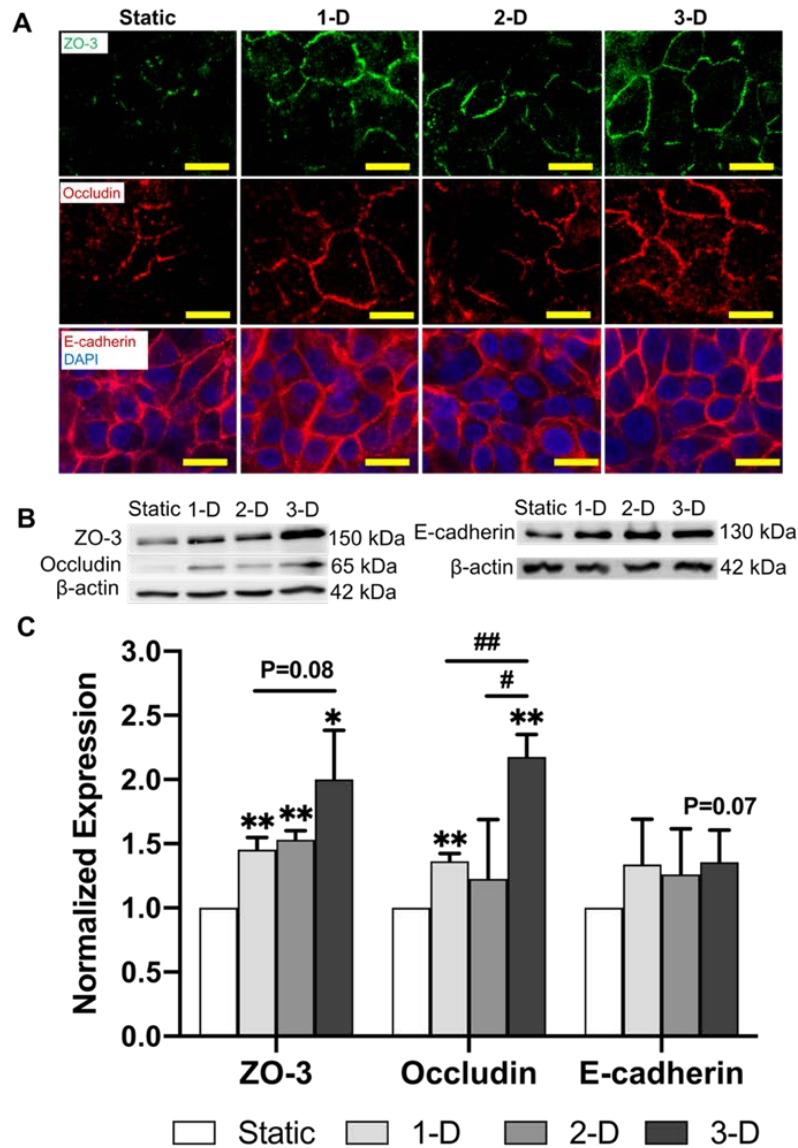 A
Static 1-D 2-D 3-D
ZO-3
Occludin
E-cadherin
DAPI
B
Static 1-D 2-D 3-D
ZO-3 150 kDa
Occludin 65 kDa
β-actin 42 kDa
Static 1-D 2-D 3-D
E-cadherin 130 kDa
β-actin 42 kDa
C
Normalized Expression
3.0
2.5
2.0
1.5
1.0
0.5
0.0
P=0.08
*
** **
##
#
**
**
P=0.07
ZO-3 Occludin E-cadherin
Static 1-D 2-D 3-D